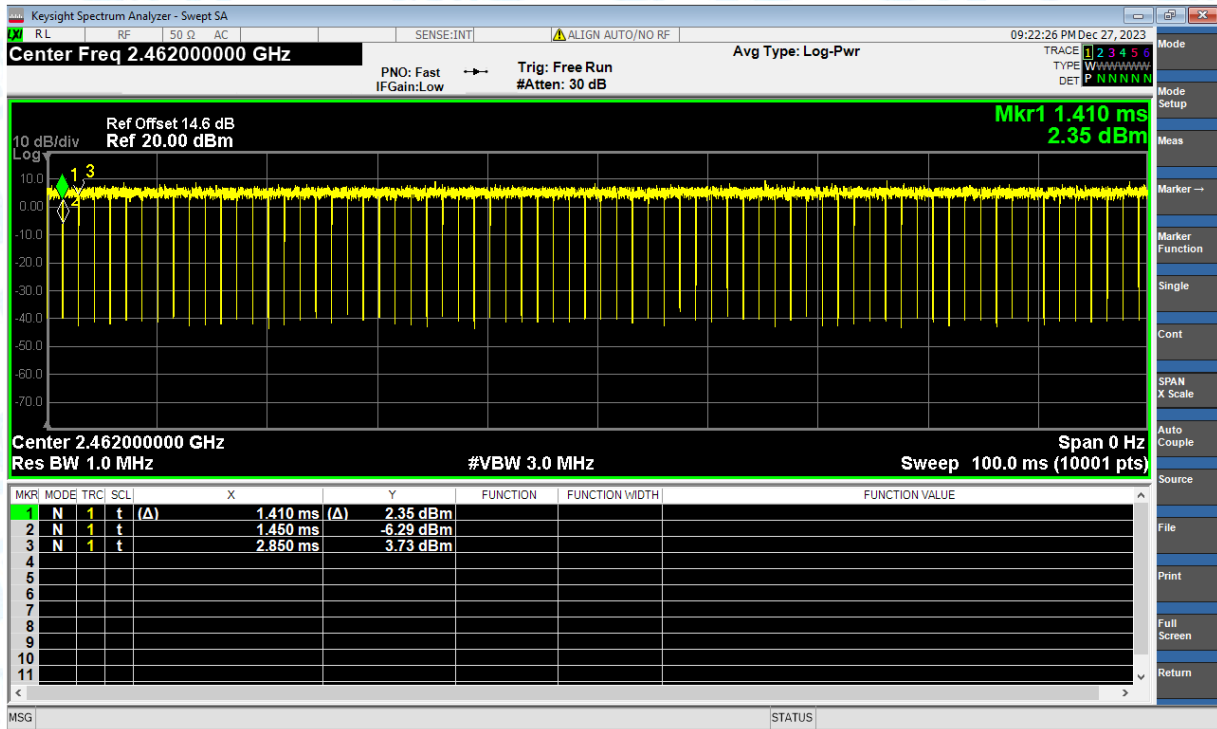 Keysight Spectrum Analyzer - Swept SA
LXI RL RF 50 Ω AC SENSE:INT ALIGN AUTO/NO RF 09:22:26 PM Dec 27, 2023
Center Freq 2.462000000 GHz
PNO: Fast
IFGain:Low
Trig: Free Run
#Atten: 30 dB
Avg Type: Log-Pwr
TRACE 1 2 3 4 5 6
TYPE WWWWWW
DET P N N N N N
Mkr1 1.410 ms
2.35 dBm
Ref Offset 14.6 dB
10 dB/div Ref 20.00 dBm
Log
10.0
0.00
-10.0
-20.0
-30.0
-40.0
-50.0
-60.0
-70.0
1 3
2
Center 2.462000000 GHz Span 0 Hz
Res BW 1.0 MHz #VBW 3.0 MHz Sweep 100.0 ms (10001 pts)
MKR MODE TRC SCL X Y FUNCTION FUNCTION WIDTH FUNCTION VALUE
1 N 1 t (Δ) 1.410 ms (Δ) 2.35 dBm
2 N 1 t 1.450 ms -6.29 dBm
3 N 1 t 2.850 ms 3.73 dBm
4
5
6
7
8
9
10
11
MSG STATUS
Mode
Mode
Setup
Meas
Marker →
Marker
Function
Single
Cont
SPAN
X Scale
Auto
Couple
Source
File
Print
Full
Screen
Return